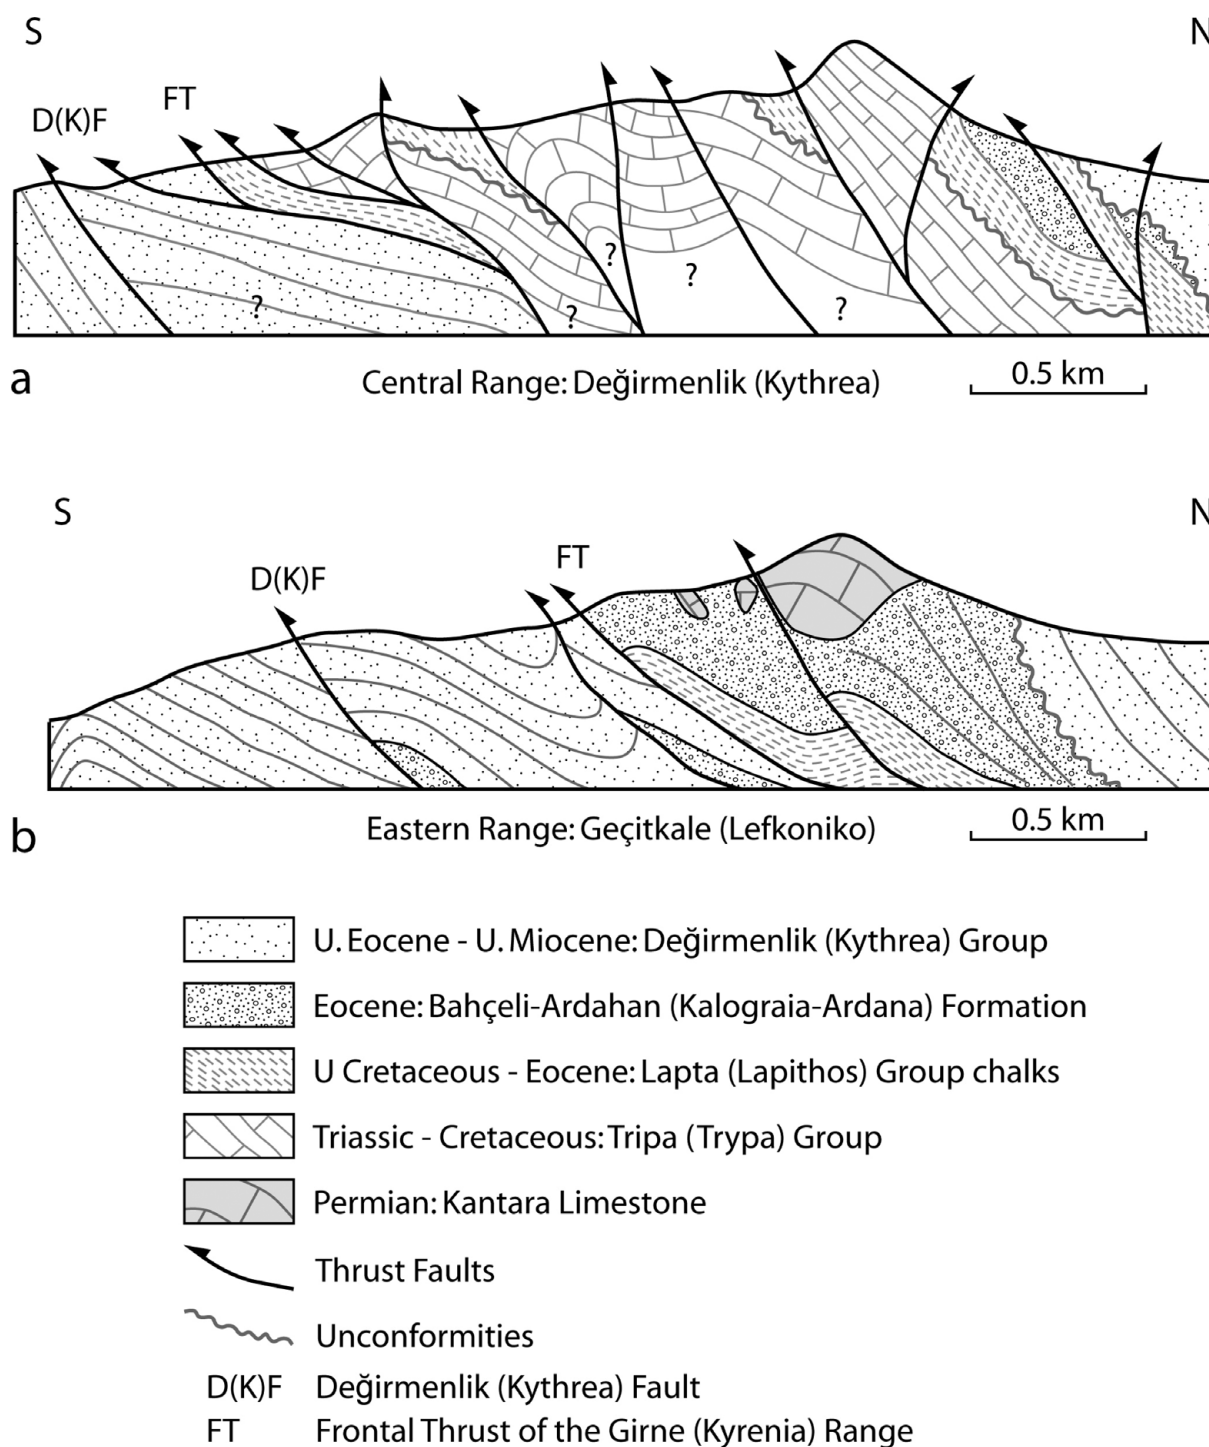 S
N
D(K)F
FT
?
?
?
?
?
a
Central Range: Değirmenlik (Kythrea)
0.5 km
S
N
D(K)F
FT
b
Eastern Range: Geçitkale (Lefkoniko)
0.5 km
U. Eocene - U. Miocene: Değirmenlik (Kythrea) Group
Eocene: Bahçeli-Ardahan (Kalograia-Ardana) Formation
U Cretaceous - Eocene: Lapta (Lapithos) Group chalks
Triassic - Cretaceous: Tripa (Trypa) Group
Permian: Kantara Limestone
Thrust Faults
Unconformities
D(K)F Değirmenlik (Kythrea) Fault
FT Frontal Thrust of the Girne (Kyrenia) Range